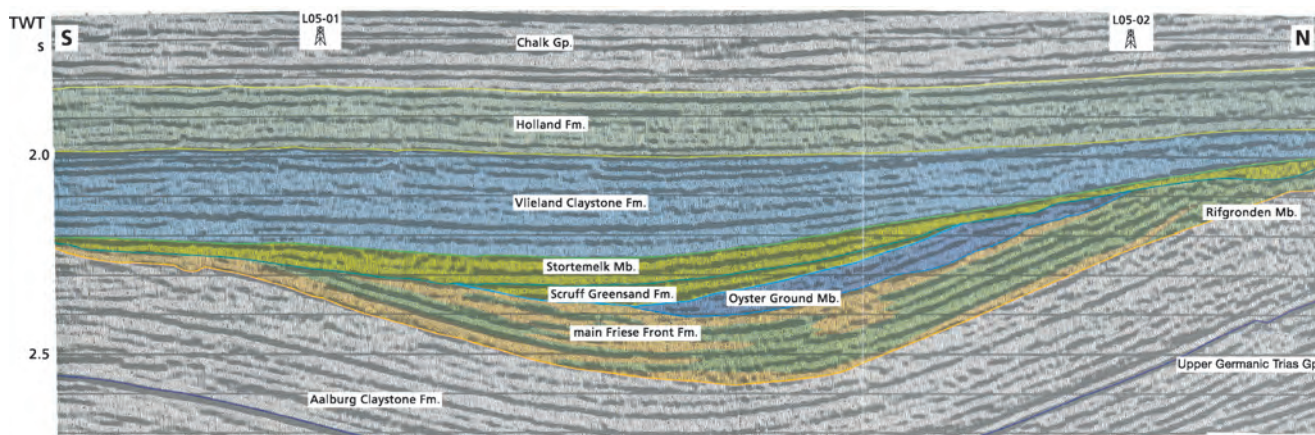 TWT
s
S
L05-01
L05-02
N
Chalk Gp.
Holland Fm.
2.0
Vlieland Claystone Fm.
Rifgronden Mb.
Stortemelk Mb.
Scruff Greensand Fm.
Oyster Ground Mb.
main Friese Front Fm.
2.5
Upper Germanic Trias Gp
Aalburg Claystone Fm.